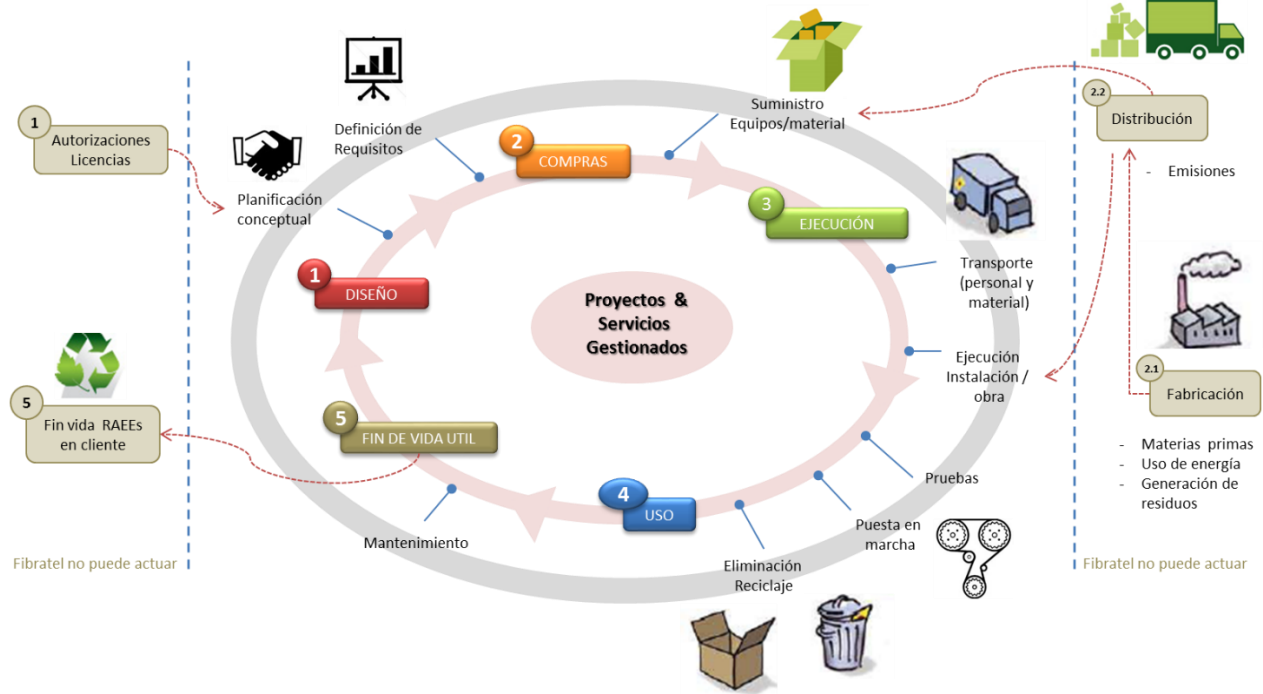 1
Autorizaciones
Licencias
5
Fin vida RAEEs
en cliente
Fibratel no puede actuar
Definición de
Requisitos
Planificación
conceptual
1
DISEÑO
2
COMPRAS
Suministro
Equipos/material
3
EJECUCIÓN
Transporte
(personal y
material)
Ejecución
Instalación /
obra
Pruebas
Puesta en
marcha
Eliminación
Reciclaje
4
USO
Mantenimiento
5
FIN DE VIDA UTIL
Proyectos &
Servicios
Gestionados
2.2
Distribución
- Emisiones
2.1
Fabricación
- Materias primas
- Uso de energía
- Generación de
residuos
Fibratel no puede actuar